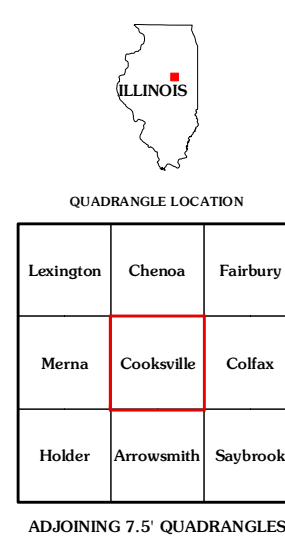 ILLINOIS
QUADRANGLE LOCATION
Lexington Chenoa Fairbury
Merna Cooksville Colfax
Holder Arrowsmith Saybrook
ADJOINING 7.5' QUADRANGLES